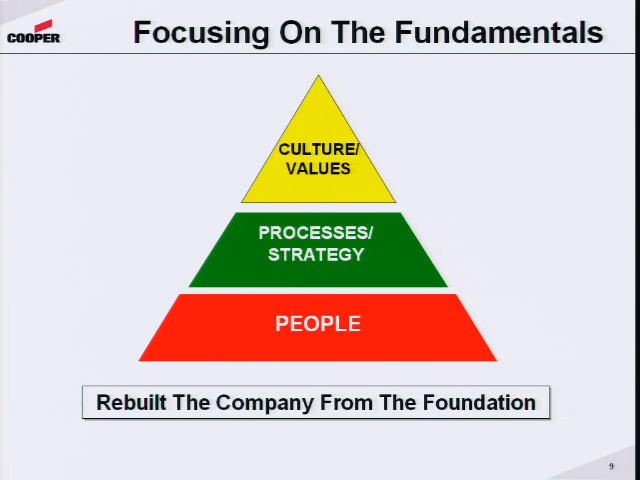 COOPER
Focusing On The Fundamentals
CULTURE/
VALUES
PROCESSES/
STRATEGY
PEOPLE
Rebuilt The Company From The Foundation
9